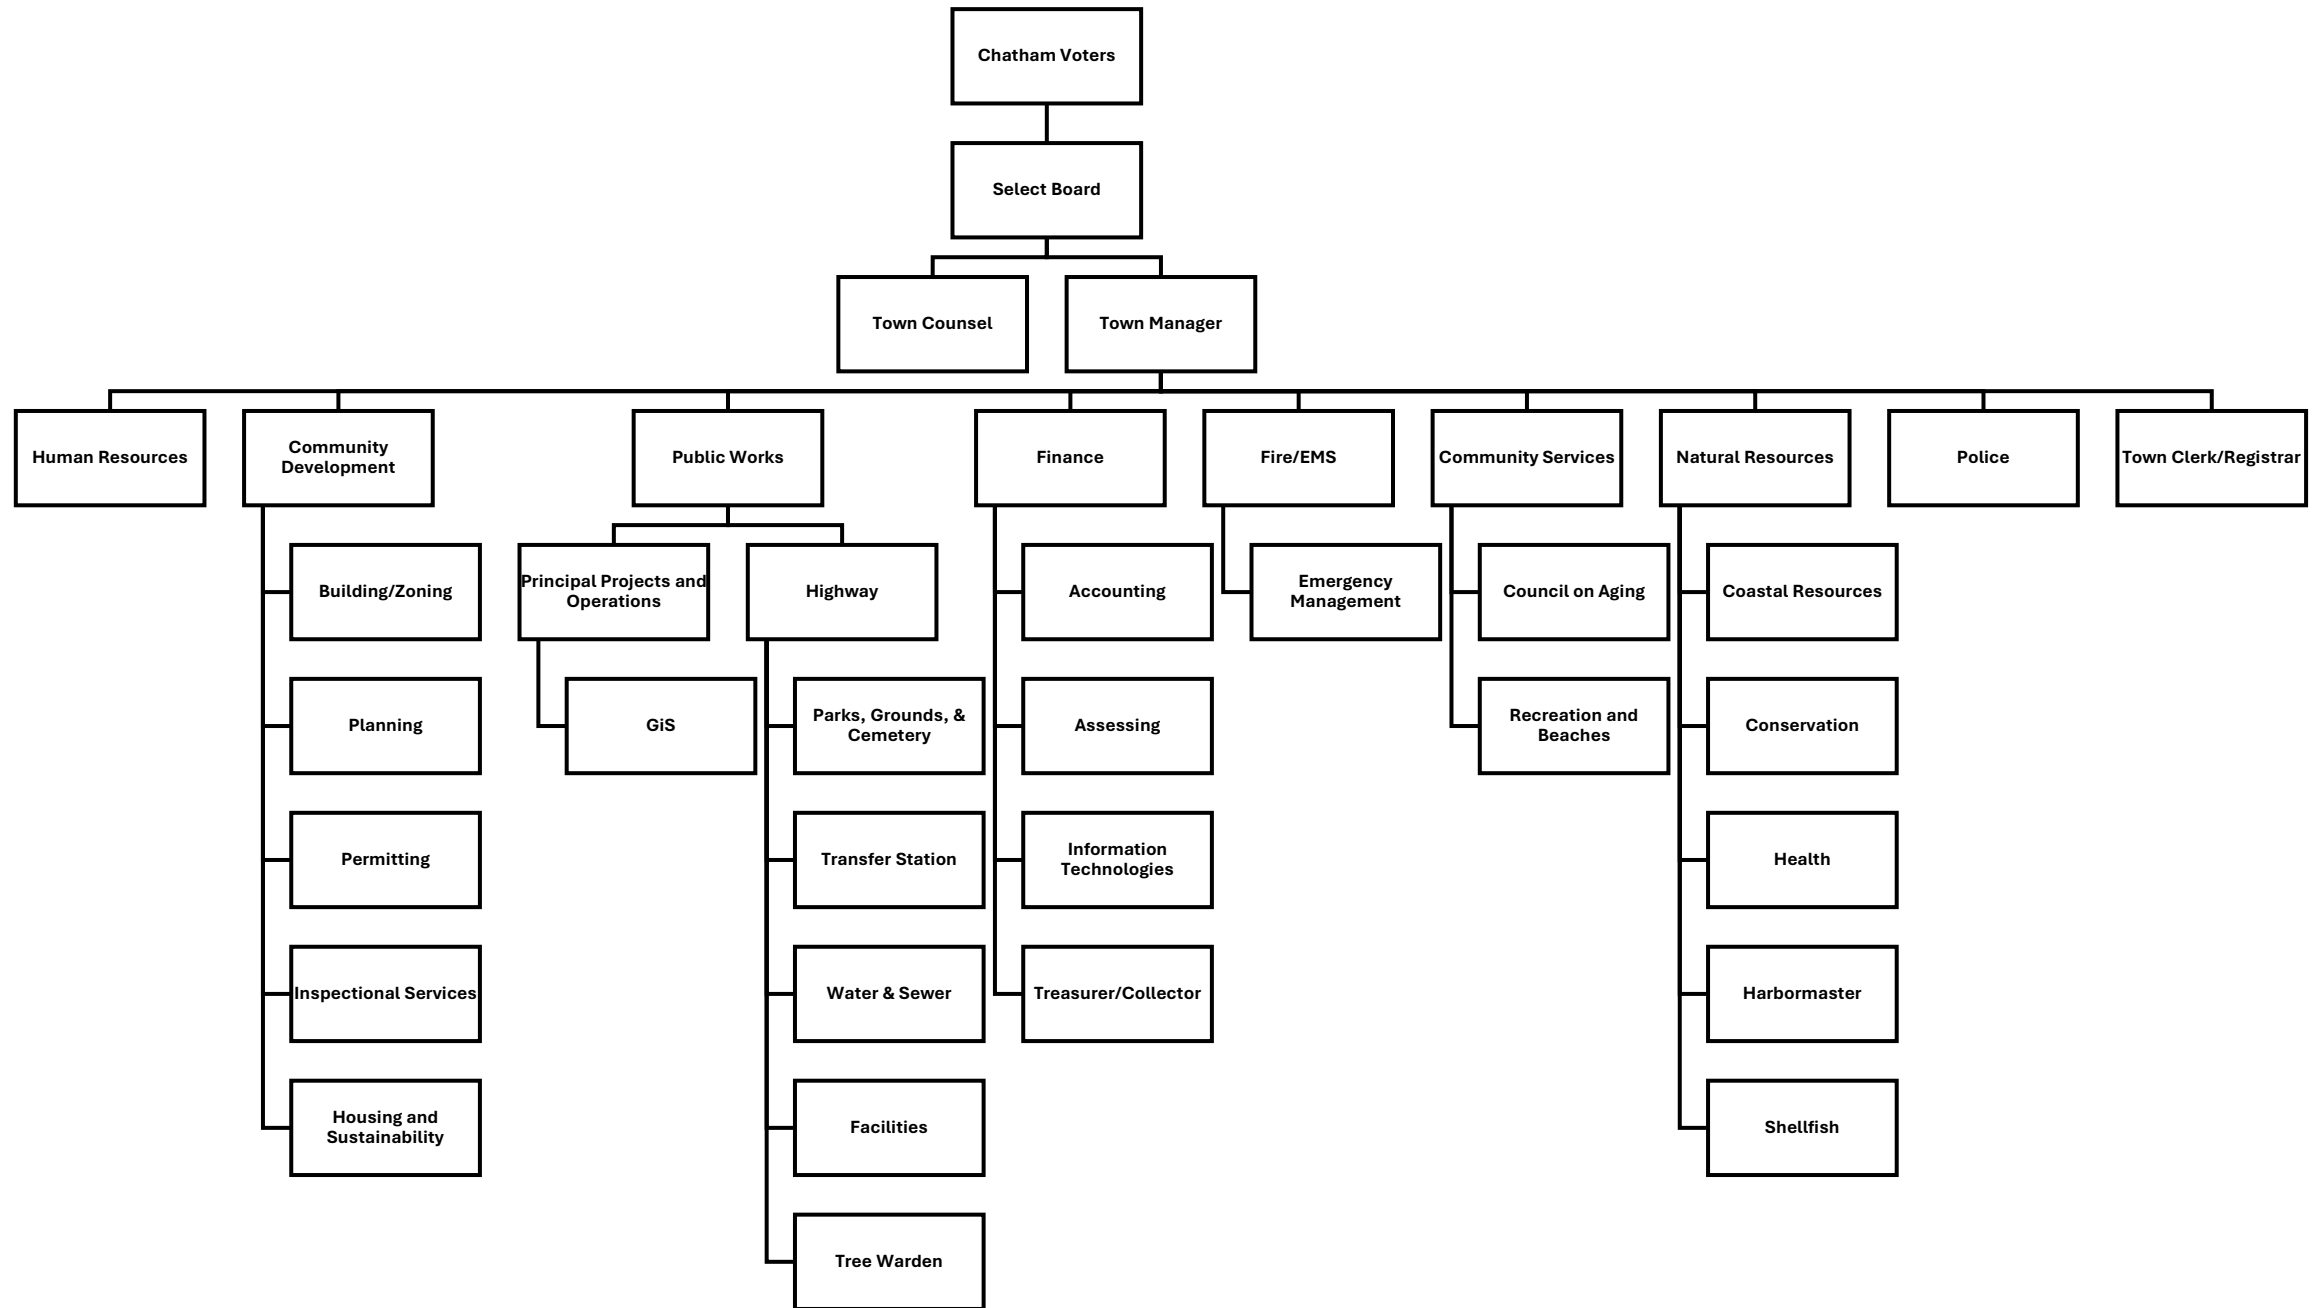 Chatham Voters
Select Board
Town Counsel
Town Manager
Human Resources
Community
Development
Public Works
Finance
Fire/EMS
Community Services
Natural Resources
Police
Town Clerk/Registrar
Building/Zoning
Principal Projects and
Operations
Highway
Accounting
Emergency
Management
Council on Aging
Coastal Resources
Planning
GiS
Parks, Grounds, &
Cemetery
Assessing
Recreation and
Beaches
Conservation
Permitting
Transfer Station
Information
Technologies
Health
Inspectional Services
Water & Sewer
Treasurer/Collector
Harbormaster
Housing and
Sustainability
Facilities
Shellfish
Tree Warden